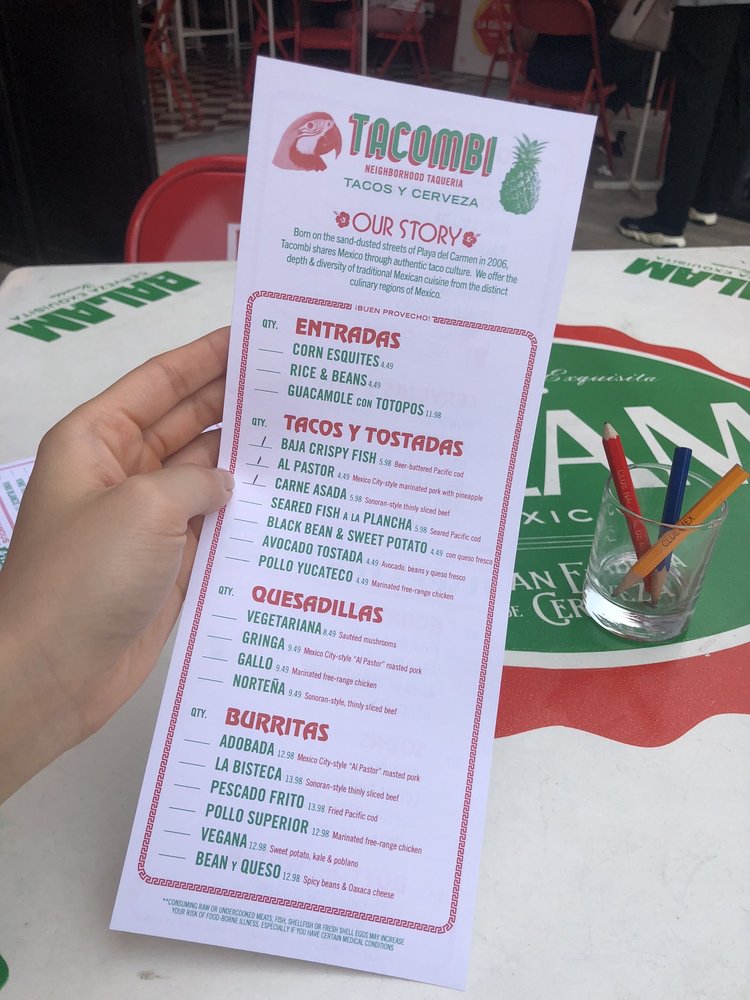 TACOMBI
NEIGHBORHOOD TAQUERIA
TACOS Y CERVEZA
OUR STORY
Born on the sand-dusted streets of Playa del Carmen in 2006,
Tacombi shares Mexico through authentic taco culture. We offer the
depth & diversity of traditional Mexican cuisine from the distinct
culinary regions of Mexico.
¡BUEN PROVECHO!
QTY. ENTRADAS
CORN ESQUITES 4.49
RICE & BEANS 4.49
GUACAMOLE CON TOTOPOS 11.98
QTY. TACOS Y TOSTADAS
BAJA CRISPY FISH 5.98 Beer-battered Pacific cod
AL PASTOR 4.49 Mexico City-style marinated pork with pineapple
CARNE ASADA 5.98 Sonoran-style thinly sliced beef
SEARED FISH A LA PLANCHA 5.98 Seared Pacific cod
BLACK BEAN & SWEET POTATO 4.49 con queso fresco
AVOCADO TOSTADA 4.49 Avocado, beans y queso fresco
POLLO YUCATECO 4.49 Marinated free-range chicken
QTY. QUESADILLAS
VEGETARIANA 8.49 Sautéed mushrooms
GRINGA 9.49 Mexico City-style "Al Pastor" roasted pork
GALLO 9.49 Marinated free-range chicken
NORTEÑA 9.49 Sonoran-style, thinly sliced beef
QTY. BURRITAS
ADOBADA 12.98 Mexico City-style "Al Pastor" roasted pork
LA BISTECA 13.98 Sonoran-style thinly sliced beef
PESCADO FRITO 13.98 Fried Pacific cod
POLLO SUPERIOR 12.98 Marinated free-range chicken
VEGANA 12.98 Sweet potato, kale & poblano
BEAN Y QUESO 12.98 Spicy beans & Oaxaca cheese
**CONSUMING RAW OR UNDERCOOKED MEATS, FISH, SHELLFISH OR FRESH SHELL EGGS MAY INCREASE
YOUR RISK OF FOOD-BORNE ILLNESS, ESPECIALLY IF YOU HAVE CERTAIN MEDICAL CONDITIONS
BALAM
CERVEZA EXQUISITA
Exquisita
LAM
XIC